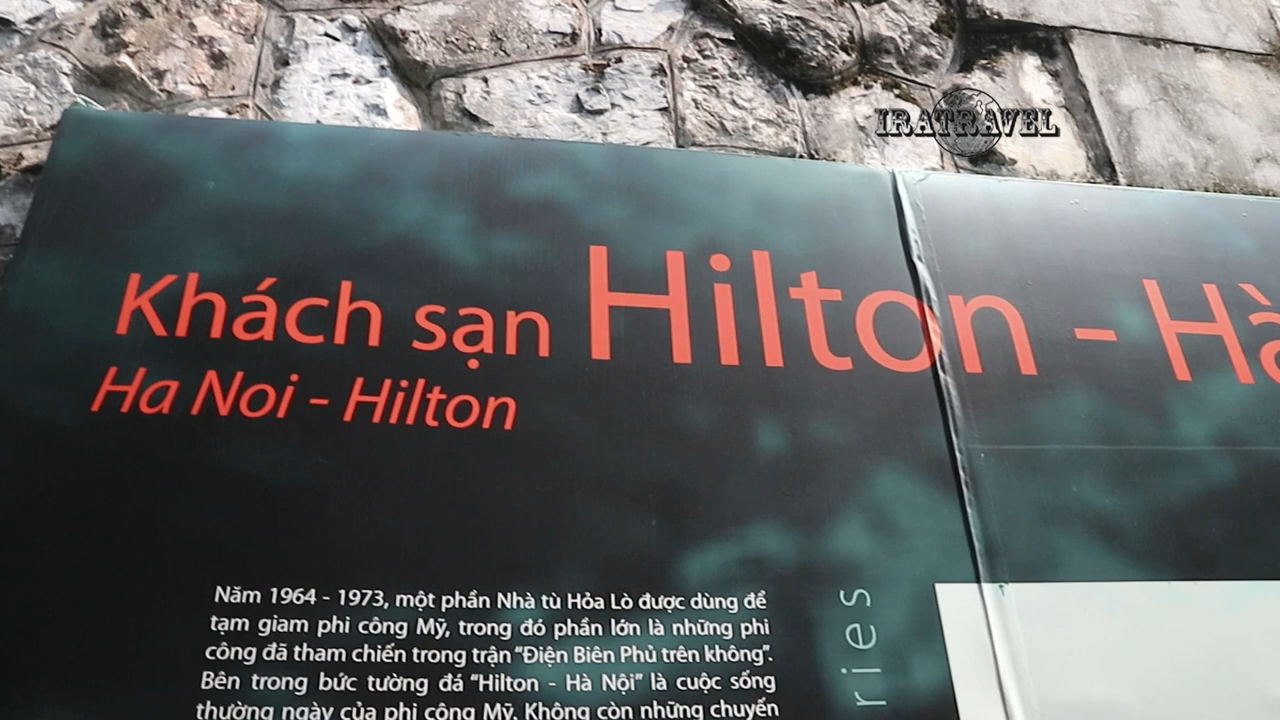 IRATRAVEL
Khách sạn Hilton - Hà
Ha Noi - Hilton
Năm 1964 - 1973, một phần Nhà tù Hỏa Lò được dùng để
tạm giam phi công Mỹ, trong đó phần lớn là những phi
công đã tham chiến trong trận "Điện Biên Phủ trên không".
Bên trong bức tường đá "Hilton - Hà Nội" là cuộc sống
thường ngày của phi công Mỹ. Không còn những chuyến
ries